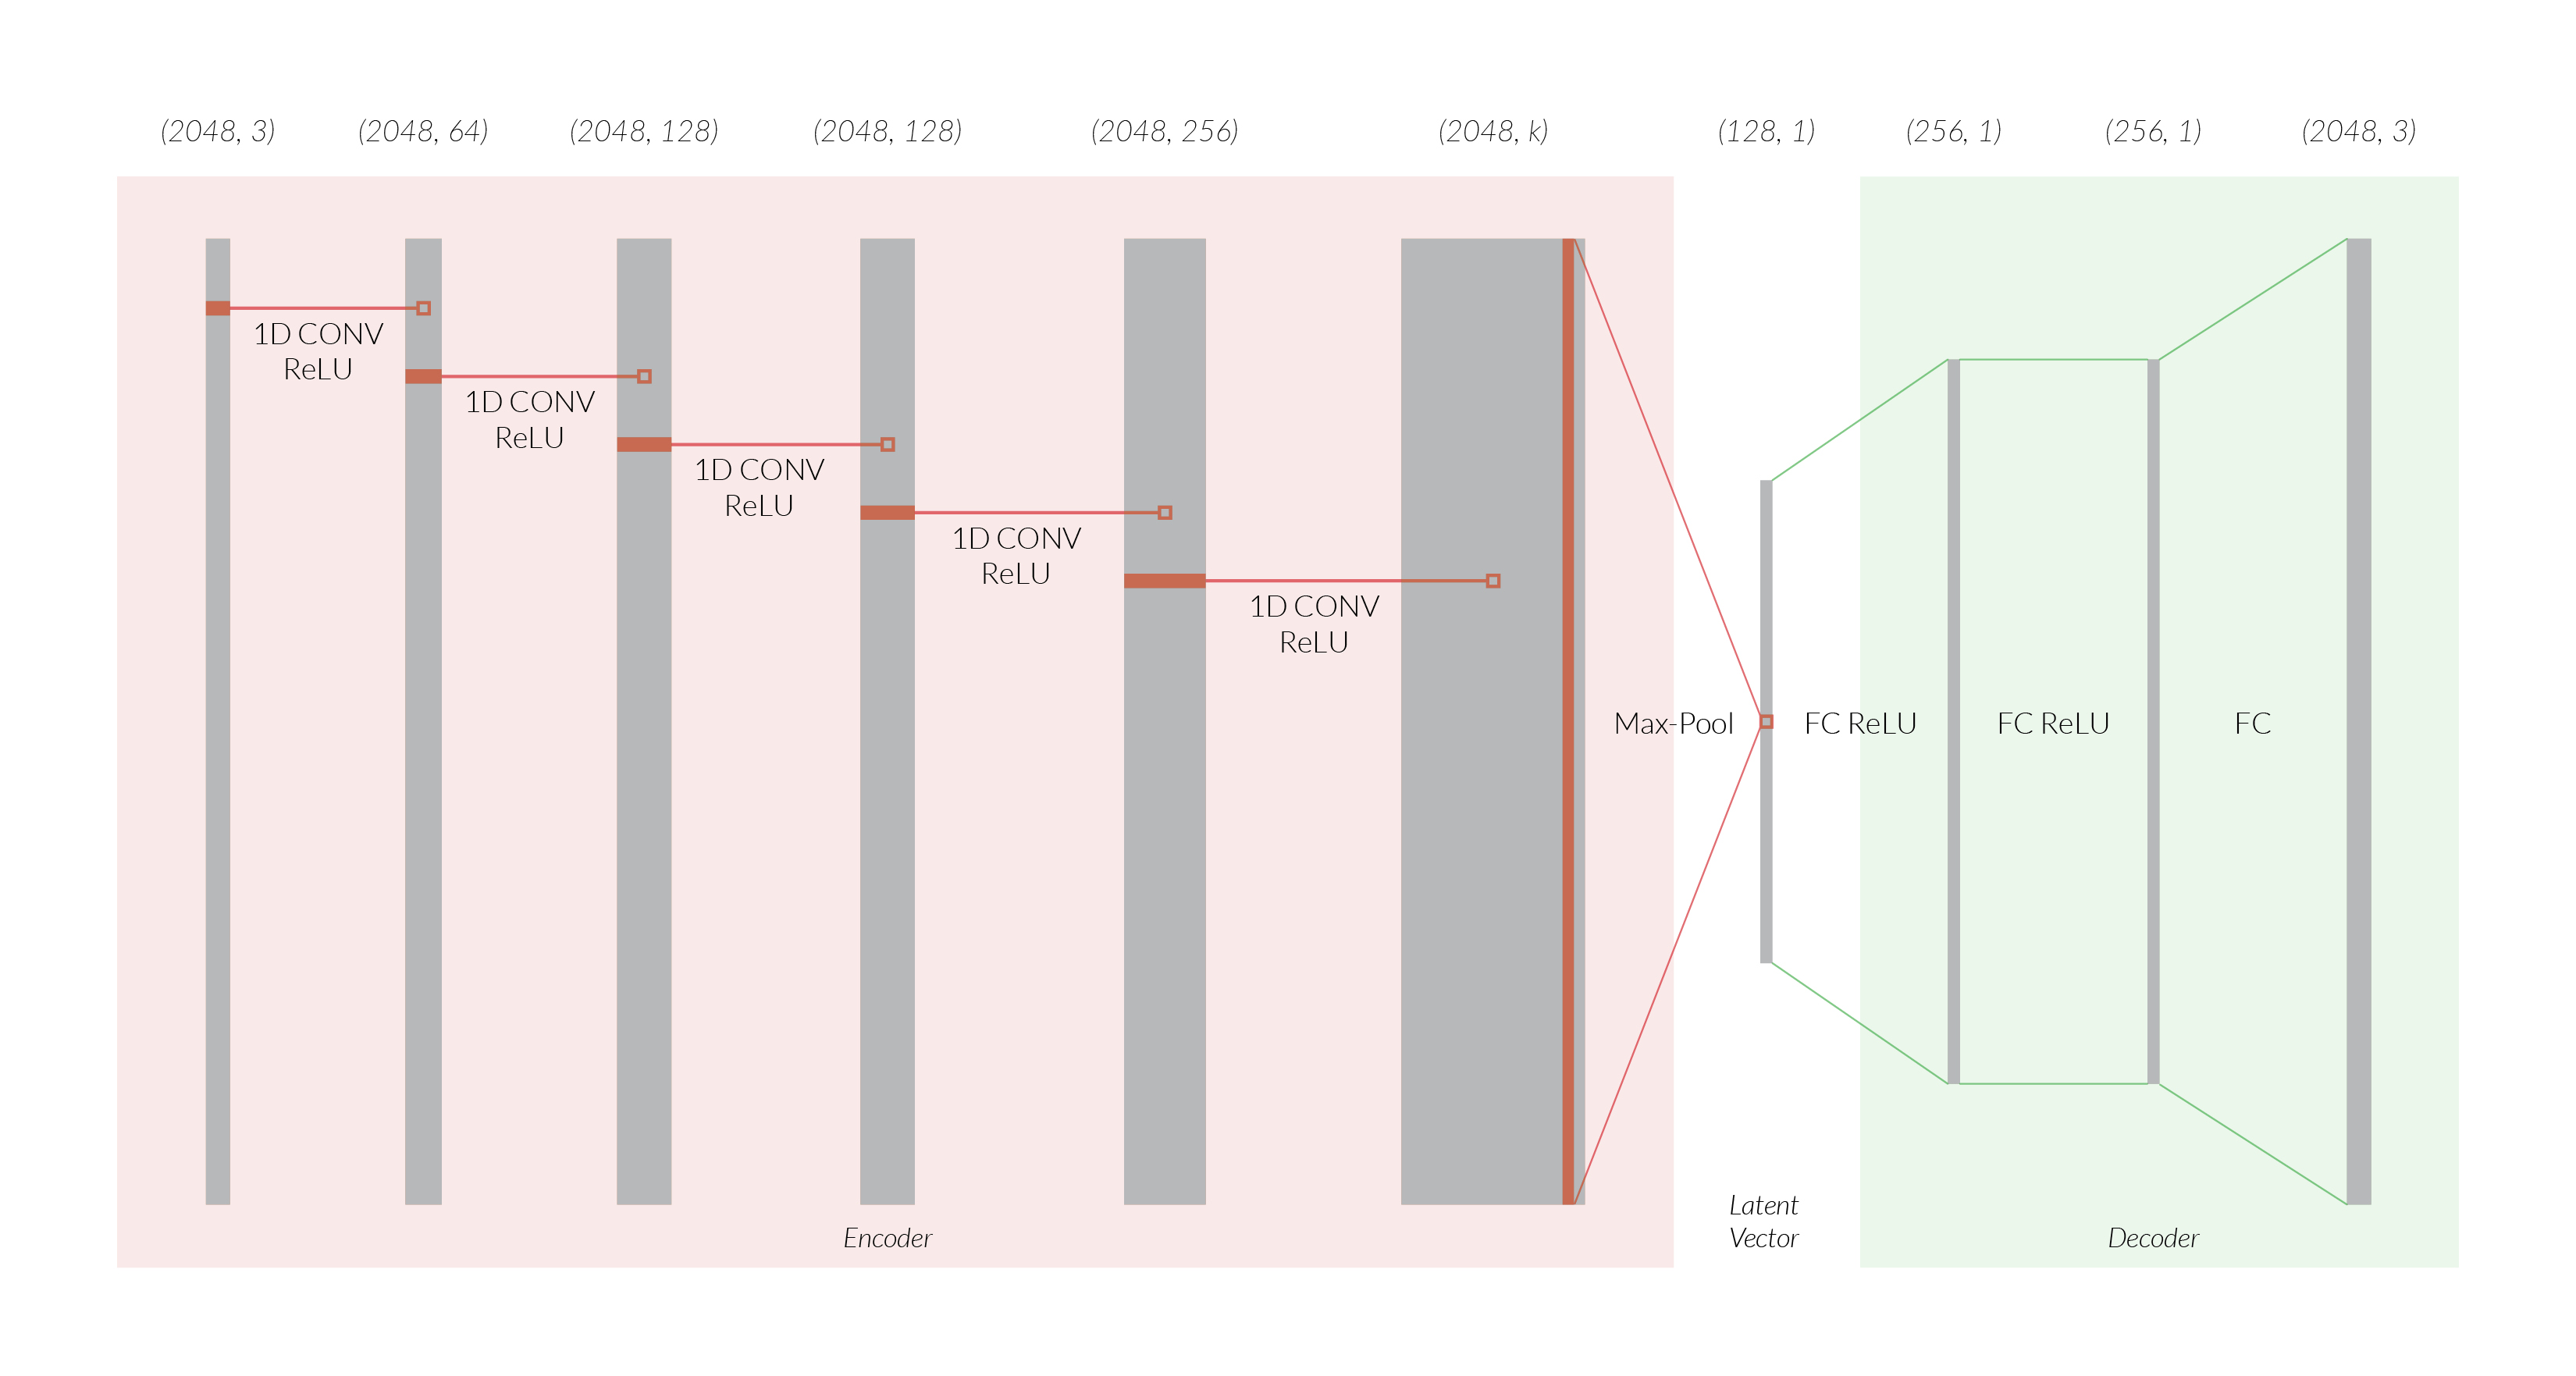 (2048, 3)
(2048, 64)
(2048, 128)
(2048, 128)
(2048, 256)
(2048, k)
(128, 1)
(256, 1)
(256, 1)
(2048, 3)
1D CONV
ReLU
1D CONV
ReLU
1D CONV
ReLU
1D CONV
ReLU
1D CONV
ReLU
Max-Pool
FC ReLU
FC ReLU
FC
Encoder
Latent
Vector
Decoder